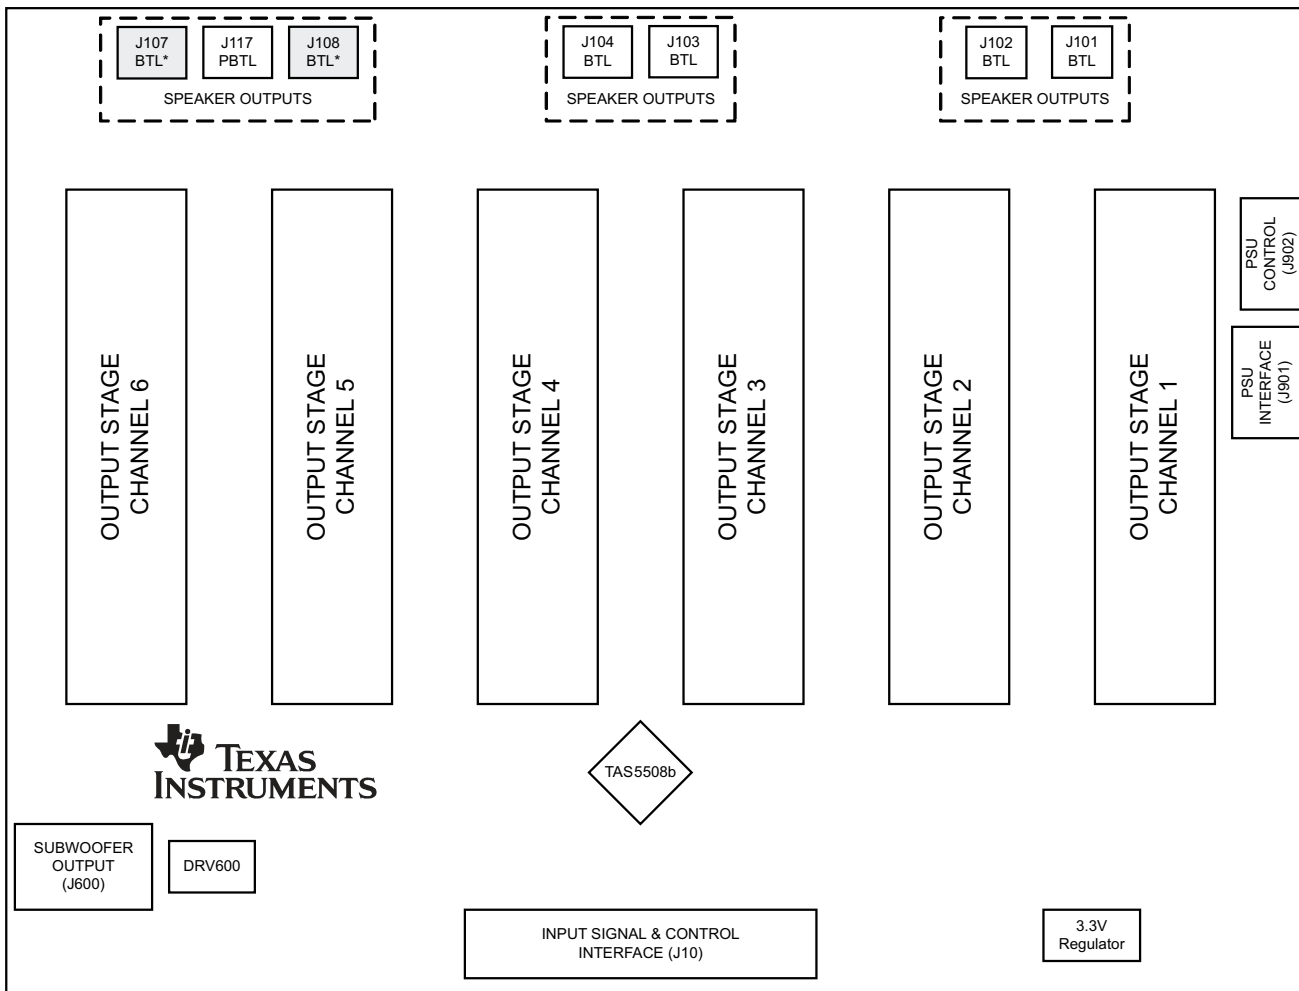 J107
BTL*
J117
PBTL
J108
BTL*
SPEAKER OUTPUTS
J104
BTL
J103
BTL
SPEAKER OUTPUTS
J102
BTL
J101
BTL
SPEAKER OUTPUTS
OUTPUT STAGE
CHANNEL 6
OUTPUT STAGE
CHANNEL 5
OUTPUT STAGE
CHANNEL 4
OUTPUT STAGE
CHANNEL 3
OUTPUT STAGE
CHANNEL 2
OUTPUT STAGE
CHANNEL 1
PSU
CONTROL
(J902)
PSU
INTERFACE
(J901)
TEXAS
INSTRUMENTS
TAS5508b
SUBWOOFER
OUTPUT
(J600)
DRV600
INPUT SIGNAL & CONTROL
INTERFACE (J10)
3.3V
Regulator